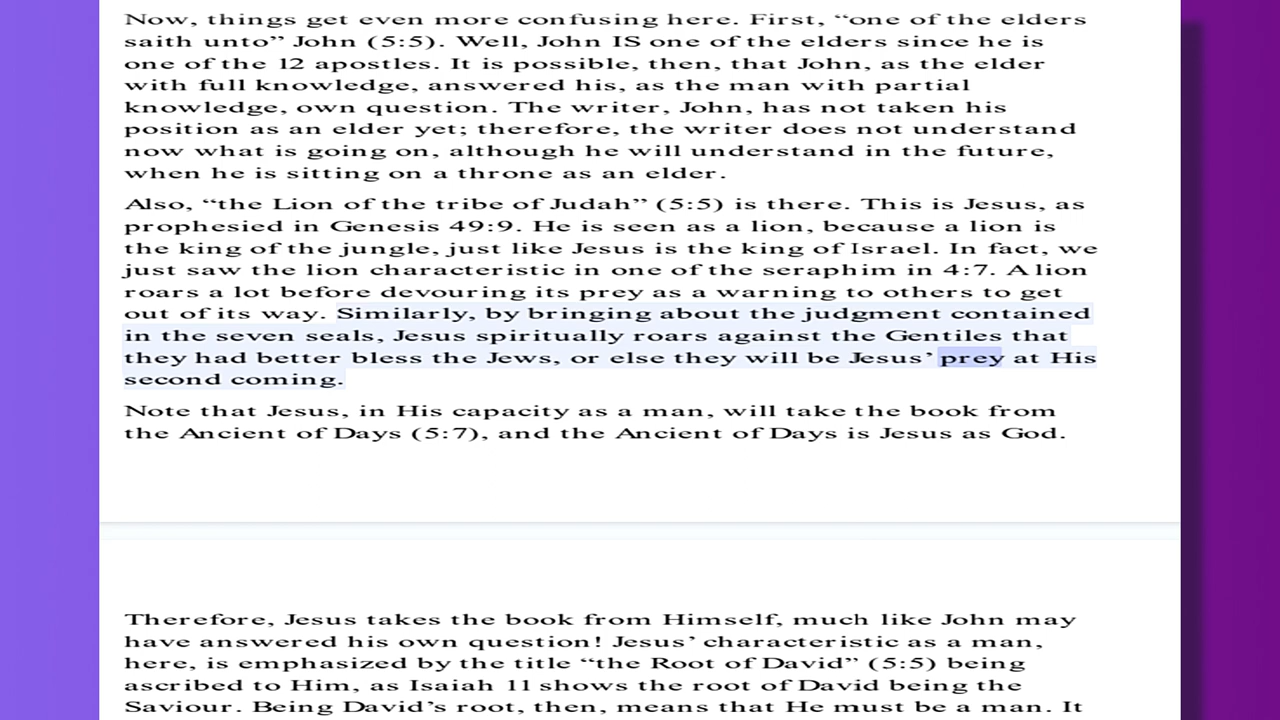 Now, things get even more confusing here. First, “one of the elders
saith unto” John (5:5). Well, John IS one of the elders since he is
one of the 12 apostles. It is possible, then, that John, as the elder
with full knowledge, answered his, as the man with partial
knowledge, own question. The writer, John, has not taken his
position as an elder yet; therefore, the writer does not understand
now what is going on, although he will understand in the future,
when he is sitting on a throne as an elder.
Also, “the Lion of the tribe of Judah” (5:5) is there. This is Jesus, as
prophesied in Genesis 49:9. He is seen as a lion, because a lion is
the king of the jungle, just like Jesus is the king of Israel. In fact, we
just saw the lion characteristic in one of the seraphim in 4:7. A lion
roars a lot before devouring its prey as a warning to others to get
out of its way. Similarly, by bringing about the judgment contained
in the seven seals, Jesus spiritually roars against the Gentiles that
they had better bless the Jews, or else they will be Jesus’ prey at His
second coming.
Note that Jesus, in His capacity as a man, will take the book from
the Ancient of Days (5:7), and the Ancient of Days is Jesus as God.
Therefore, Jesus takes the book from Himself, much like John may
have answered his own question! Jesus’ characteristic as a man,
here, is emphasized by the title “the Root of David” (5:5) being
ascribed to Him, as Isaiah 11 shows the root of David being the
Saviour. Being David’s root, then, means that He must be a man. It